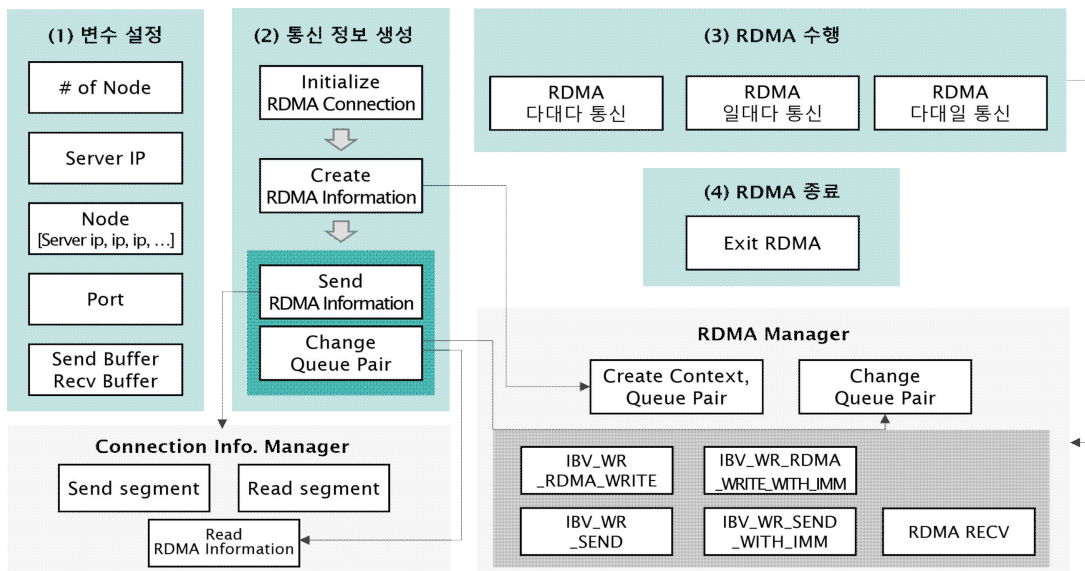 (1) 변수 설정
# of Node
Server IP
Node
[Server ip, ip, ip, ...]
Port
Send Buffer
Recv Buffer
(2) 통신 정보 생성
Initialize
RDMA Connection
Create
RDMA Information
Send
RDMA Information
Change
Queue Pair
(3) RDMA 수행
RDMA
다대다 통신
RDMA
일대다 통신
RDMA
다대일 통신
(4) RDMA 종료
Exit RDMA
Connection Info. Manager
Send segment
Read segment
Read
RDMA Information
RDMA Manager
Create Context,
Queue Pair
Change
Queue Pair
IBV_WR
_RDMA_WRITE
IBV_WR_RDMA
_WRITE_WITH_IMM
IBV_WR
_SEND
IBV_WR_SEND
_WITH_IMM
RDMA RECV